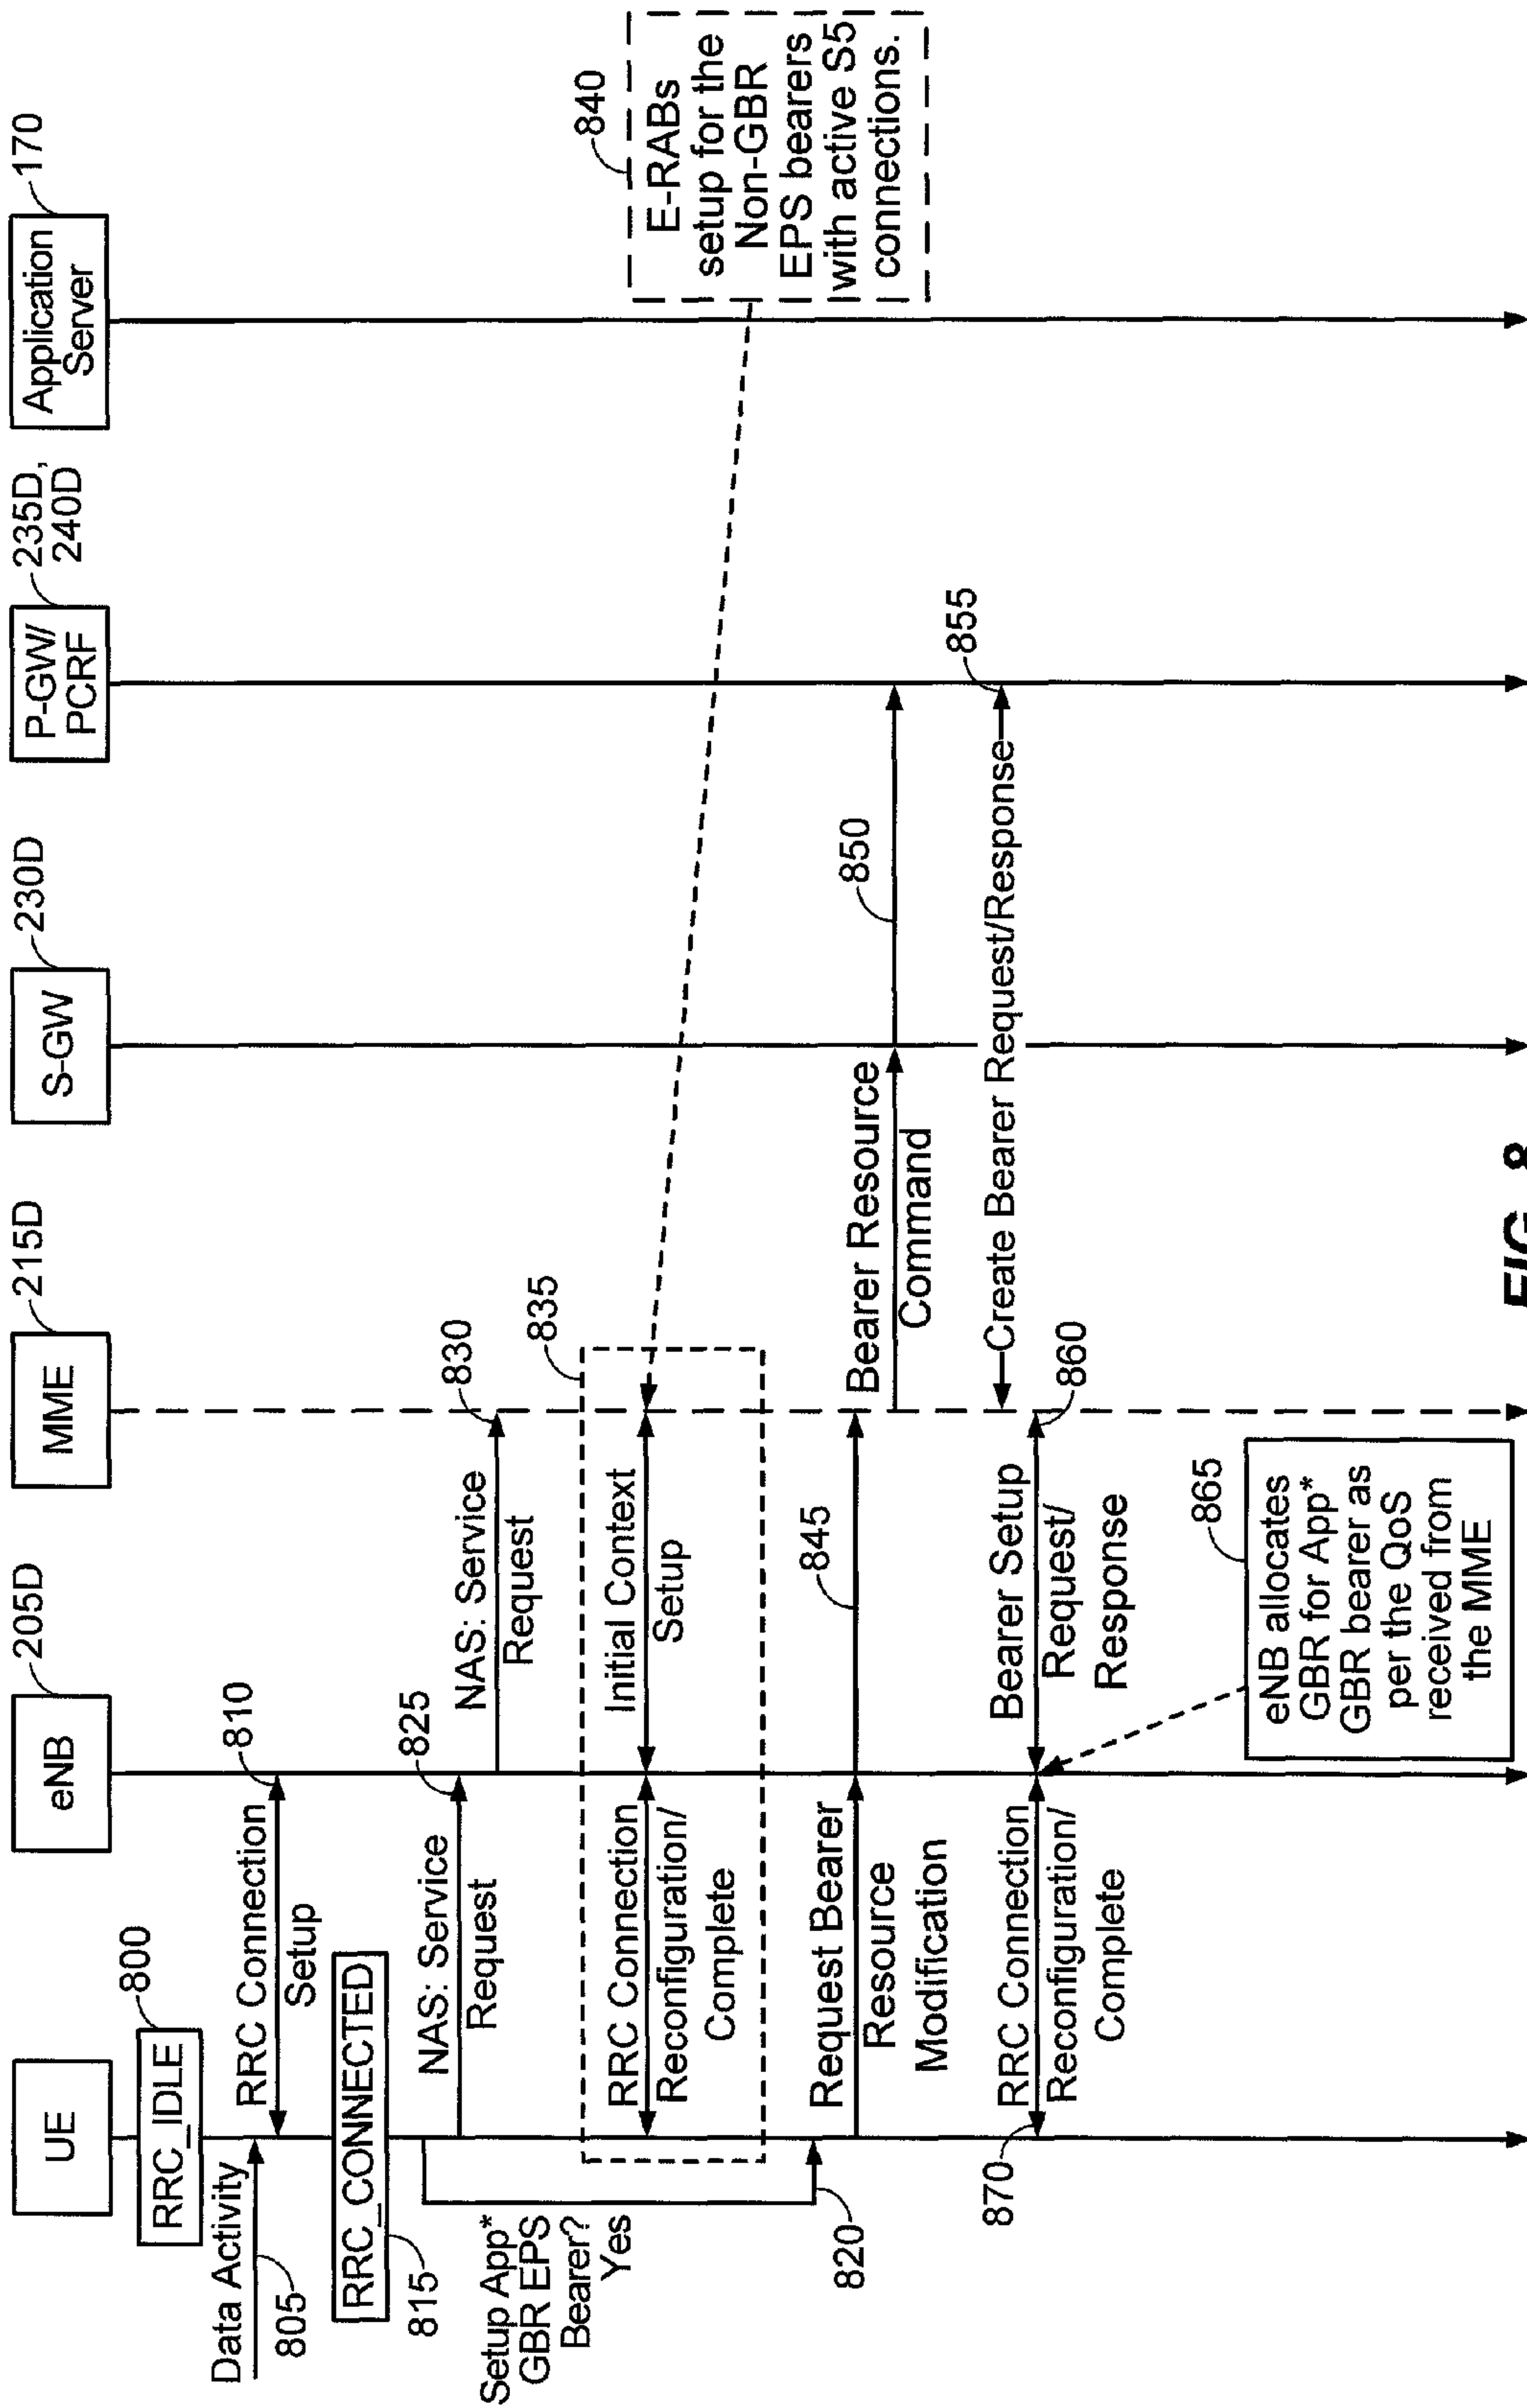 UE
eNB
205D
MME
215D
S-GW
230D
P-GW/
PCRF
235D,
240D
Application
Server
170
RRC_IDLE
800
Data Activity
805
RRC Connection
Setup
810
RRC_CONNECTED
815
NAS: Service
Request
825
NAS: Service
Request
830
Setup App*
GBR EPS
Bearer?
Yes
820
835
RRC Connection
Reconfiguration/
Complete
Initial Context
Setup
840
E-RABs
setup for the
Non-GBR
EPS bearers
with active S5
connections.
Request Bearer
Resource
Modification
845
Bearer Resource
Command
850
Create Bearer Request/Response
855
RRC Connection
Reconfiguration/
Complete
870
Bearer Setup
Request/
Response
860
865
eNB allocates
GBR for App*
GBR bearer as
per the QoS
received from
the MME
FIG. 8